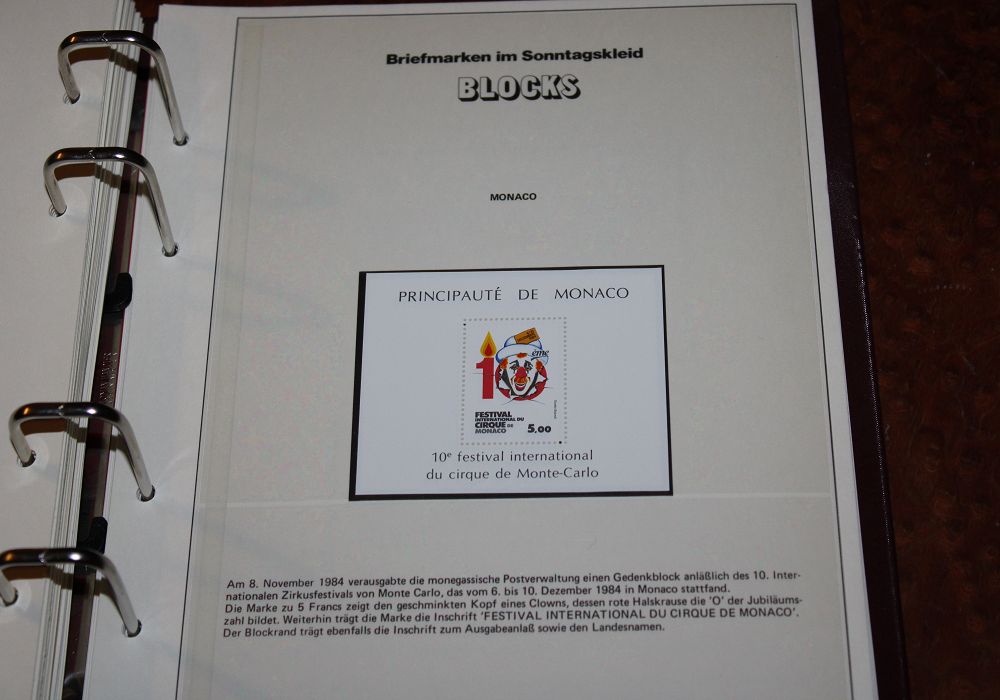 Briefmarken im Sonntagskleid
BLOCKS
MONACO
PRINCIPAUTÉ DE MONACO
10
ème
FESTIVAL
INTERNATIONAL DU
CIRQUE DE
MONACO
5,00
10e festival international
du cirque de Monte-Carlo
Am 8. November 1984 verausgabte die monegassische Postverwaltung einen Gedenkblock anläßlich des 10. Inter-
nationalen Zirkusfestivals von Monte Carlo, das vom 6. bis 10. Dezember 1984 in Monaco stattfand.
Die Marke zu 5 Francs zeigt den geschminkten Kopf eines Clowns, dessen rote Halskrause die 'O' der Jubiläums-
zahl bildet. Weiterhin trägt die Marke die Inschrift 'FESTIVAL INTERNATIONAL DU CIRQUE DE MONACO'.
Der Blockrand trägt ebenfalls die Inschrift zum Ausgabeanlaß sowie den Landesnamen.